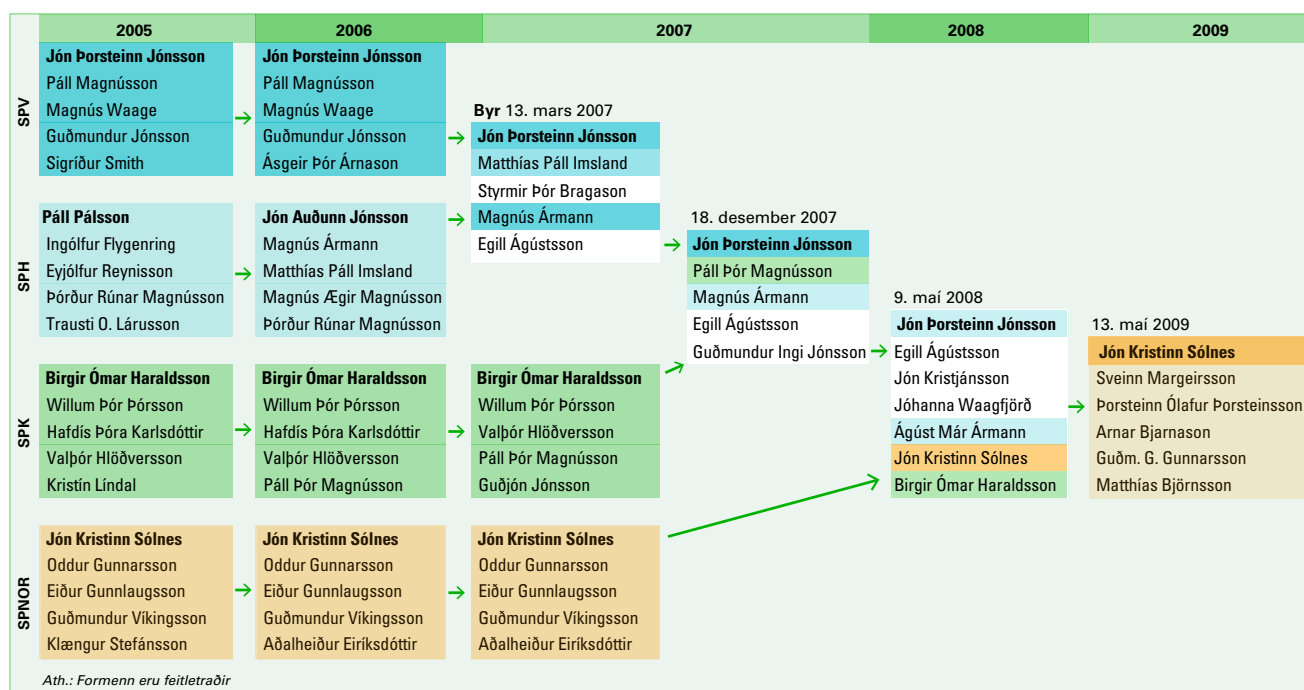 2005
2006
2007
2008
2009
SPV
Jón Þorsteinn Jónsson
Páll Magnússon
Magnús Waage
Guðmundur Jónsson
Sigríður Smith
Jón Þorsteinn Jónsson
Páll Magnússon
Magnús Waage
Guðmundur Jónsson
Ásgeir Þór Árnason
Byr 13. mars 2007
Jón Þorsteinn Jónsson
Matthías Páll Imsland
Styrmir Þór Bragason
Magnús Ármann
Egill Ágústsson
SPH
Páll Pálsson
Ingólfur Flygenring
Eyjólfur Reynisson
Þórður Rúnar Magnússon
Trausti O. Lárusson
Jón Auðunn Jónsson
Magnús Ármann
Matthías Páll Imsland
Magnús Ægir Magnússon
Þórður Rúnar Magnússon
18. desember 2007
Jón Þorsteinn Jónsson
Páll Þór Magnússon
Magnús Ármann
Egill Ágústsson
Guðmundur Ingi Jónsson
9. maí 2008
Jón Þorsteinn Jónsson
Egill Ágústsson
Jón Kristjánsson
Jóhanna Waagfjörð
Ágúst Már Ármann
Jón Kristinn Sólnes
Birgir Ómar Haraldsson
13. maí 2009
Jón Kristinn Sólnes
Sveinn Margeirsson
Þorsteinn Ólafur Þorsteinsson
Arnar Bjarnason
Guðm. G. Gunnarsson
Matthías Björnsson
SPK
Birgir Ómar Haraldsson
Willum Þór Þórsson
Hafdís Þóra Karlsdóttir
Valþór Hlöðversson
Kristín Líndal
Birgir Ómar Haraldsson
Willum Þór Þórsson
Hafdís Þóra Karlsdóttir
Valþór Hlöðversson
Páll Þór Magnússon
Birgir Ómar Haraldsson
Willum Þór Þórsson
Valþór Hlöðversson
Páll Þór Magnússon
Guðjón Jónsson
SPNOR
Jón Kristinn Sólnes
Oddur Gunnarsson
Eiður Gunnlaugsson
Guðmundur Víkingsson
Klængur Stefánsson
Jón Kristinn Sólnes
Oddur Gunnarsson
Eiður Gunnlaugsson
Guðmundur Víkingsson
Aðalheiður Eiríksdóttir
Jón Kristinn Sólnes
Oddur Gunnarsson
Eiður Gunnlaugsson
Guðmundur Víkingsson
Aðalheiður Eiríksdóttir
Ath.: Formenn eru feitletraðir